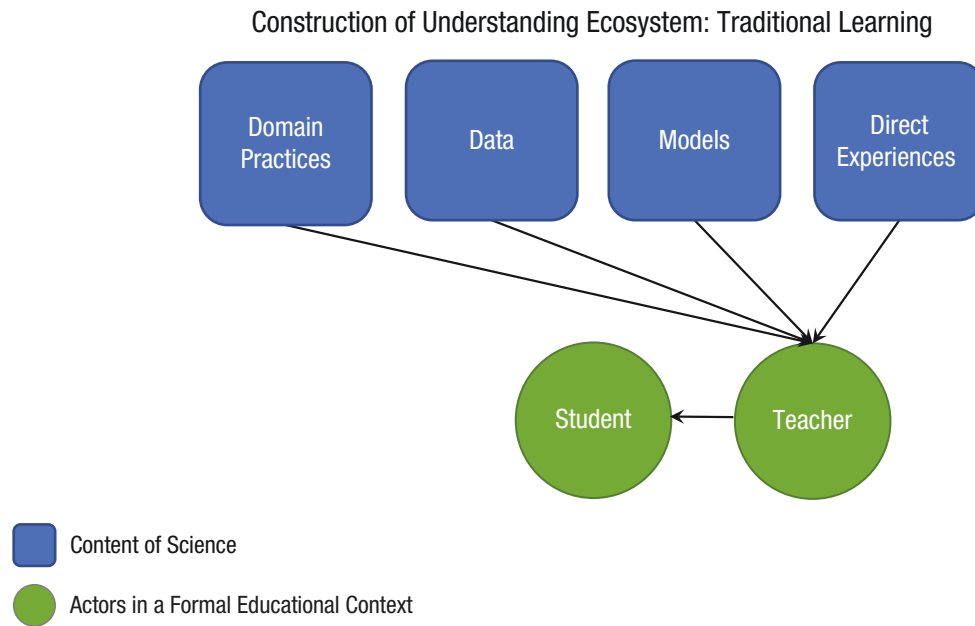 Construction of Understanding Ecosystem: Traditional Learning
Domain
Practices
Data
Models
Direct
Experiences
Student
Teacher
Content of Science
Actors in a Formal Educational Context